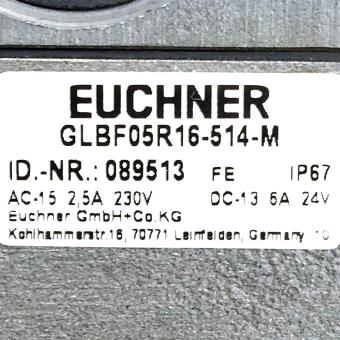 EUCHNER
GLBF05R16-514-M
ID.-NR.: 089513 FE IP67
AC-15 2,5A 230V DC-13 6A 24V
Euchner GmbH+Co.KG
Kohlhammerstr.16, 70771 Leinfelden, Germany